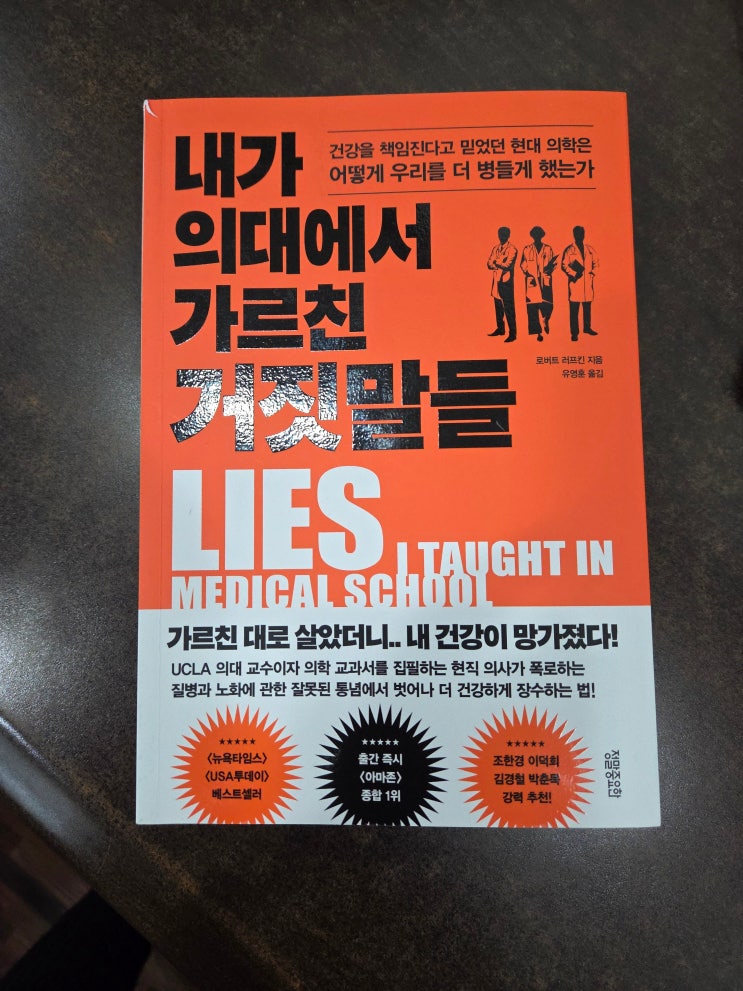 내가
의대에서
가르친
거짓말들
건강을 책임진다고 믿었던 현대 의학은
어떻게 우리를 더 병들게 했는가
로버트 러프킨 지음
유영훈 옮김
LIES I TAUGHT IN
MEDICAL SCHOOL
가르친 대로 살았더니.. 내 건강이 망가졌다!
UCLA 의대 교수이자 의학 교과서를 집필하는 현직 의사가 폭로하는
질병과 노화에 관한 잘못된 통념에서 벗어나 더 건강하게 장수하는 법!
★★★★★
〈뉴욕타임스〉
〈USA투데이〉
베스트셀러
★★★★★
출간 즉시
〈아마존〉
종합 1위
★★★★★
조한경 이덕희
김경철 박춘묵
강력 추천!
정말중요한